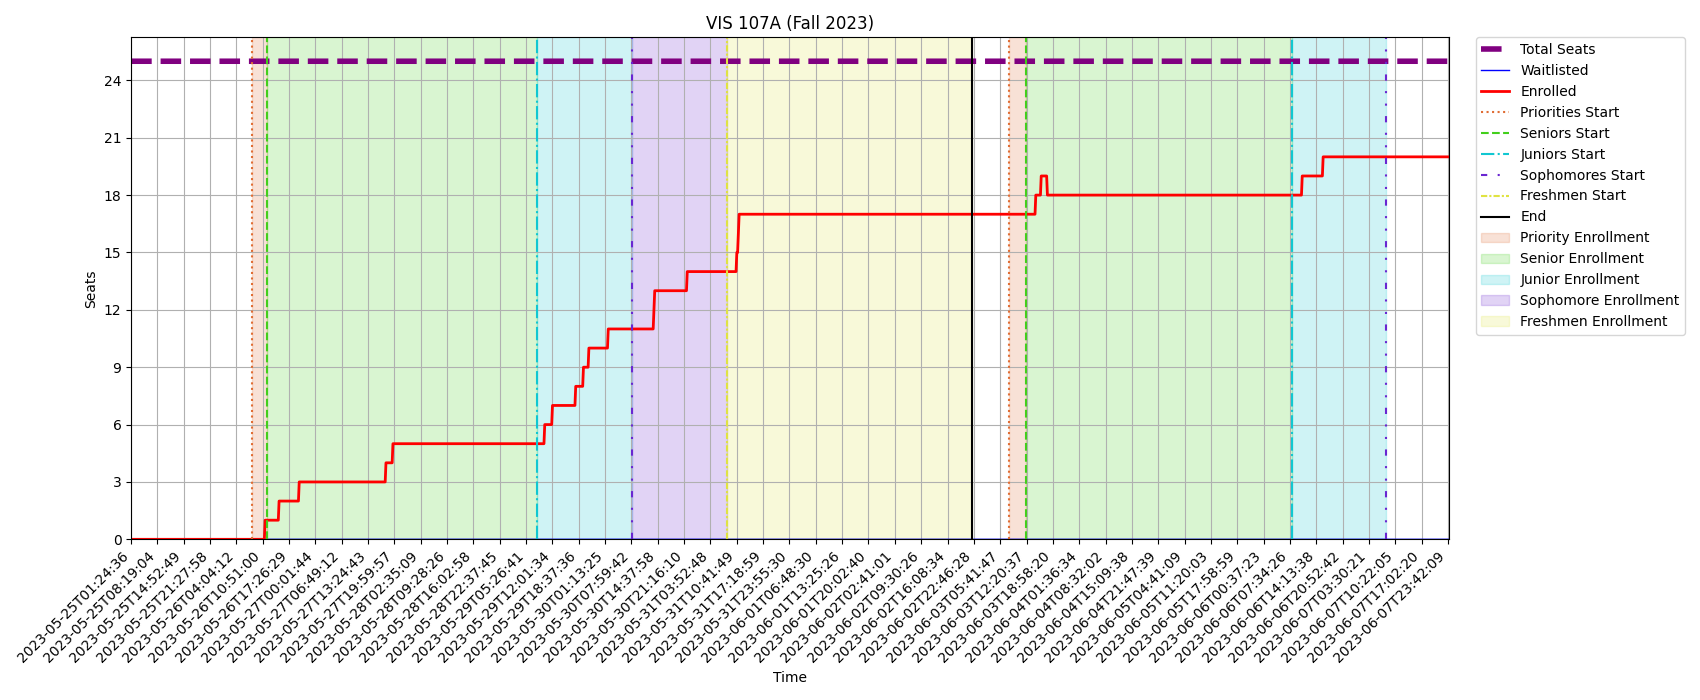 VIS 107A (Fall 2023)
Seats
24
21
18
15
12
9
6
3
0
2023-05-25T01:24:36
2023-05-25T08:19:04
2023-05-25T14:52:49
2023-05-25T21:27:58
2023-05-26T04:04:12
2023-05-26T10:51:00
2023-05-26T17:26:29
2023-05-27T00:01:44
2023-05-27T06:49:12
2023-05-27T13:24:43
2023-05-27T19:59:57
2023-05-28T02:35:09
2023-05-28T09:28:26
2023-05-28T16:02:58
2023-05-28T22:37:45
2023-05-29T05:26:41
2023-05-29T12:01:34
2023-05-29T18:37:36
2023-05-30T01:13:25
2023-05-30T07:59:42
2023-05-30T14:37:58
2023-05-30T21:16:10
2023-05-31T03:52:48
2023-05-31T10:41:49
2023-05-31T17:18:59
2023-05-31T23:55:30
2023-06-01T06:48:30
2023-06-01T13:25:26
2023-06-01T20:02:40
2023-06-02T02:41:01
2023-06-02T09:30:26
2023-06-02T16:08:34
2023-06-02T22:46:28
2023-06-03T05:41:47
2023-06-03T12:20:37
2023-06-03T18:58:20
2023-06-04T01:36:34
2023-06-04T08:32:02
2023-06-04T15:09:38
2023-06-04T21:47:39
2023-06-05T04:41:09
2023-06-05T11:20:03
2023-06-05T17:58:59
2023-06-06T00:37:23
2023-06-06T07:34:26
2023-06-06T14:13:38
2023-06-06T20:52:42
2023-06-07T03:30:21
2023-06-07T10:22:05
2023-06-07T17:02:20
2023-06-07T23:42:09
Time
Total Seats
Waitlisted
Enrolled
Priorities Start
Seniors Start
Juniors Start
Sophomores Start
Freshmen Start
End
Priority Enrollment
Senior Enrollment
Junior Enrollment
Sophomore Enrollment
Freshmen Enrollment